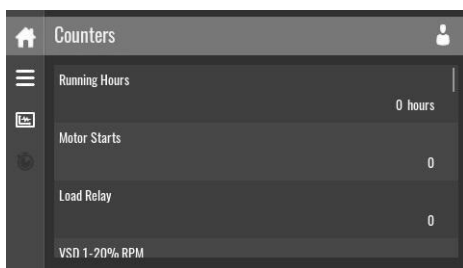 Counters
Running Hours
0 hours
Motor Starts
0
Load Relay
0
VSD 1-20% RPM